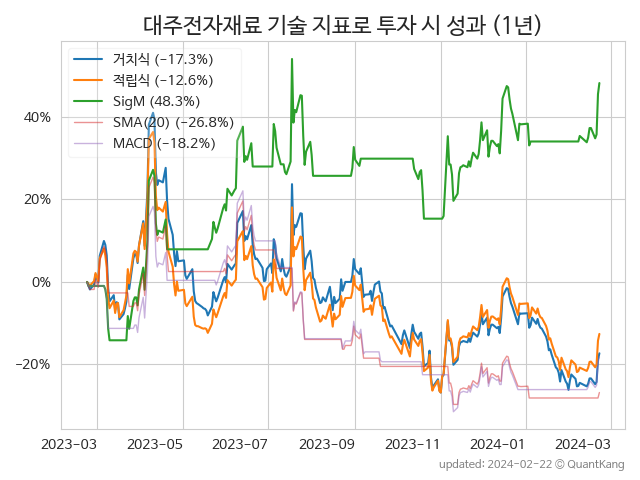 대주전자재료 기술 지표로 투자 시 성과 (1년)
거치식 (−17.3%)
적립식 (−12.6%)
SigM (48.3%)
SMA(20) (−26.8%)
MACD (−18.2%)
40%
20%
0%
−20%
2023-03
2023-05
2023-07
2023-09
2023-11
2024-01
2024-03
updated: 2024-02-22 © QuantKang